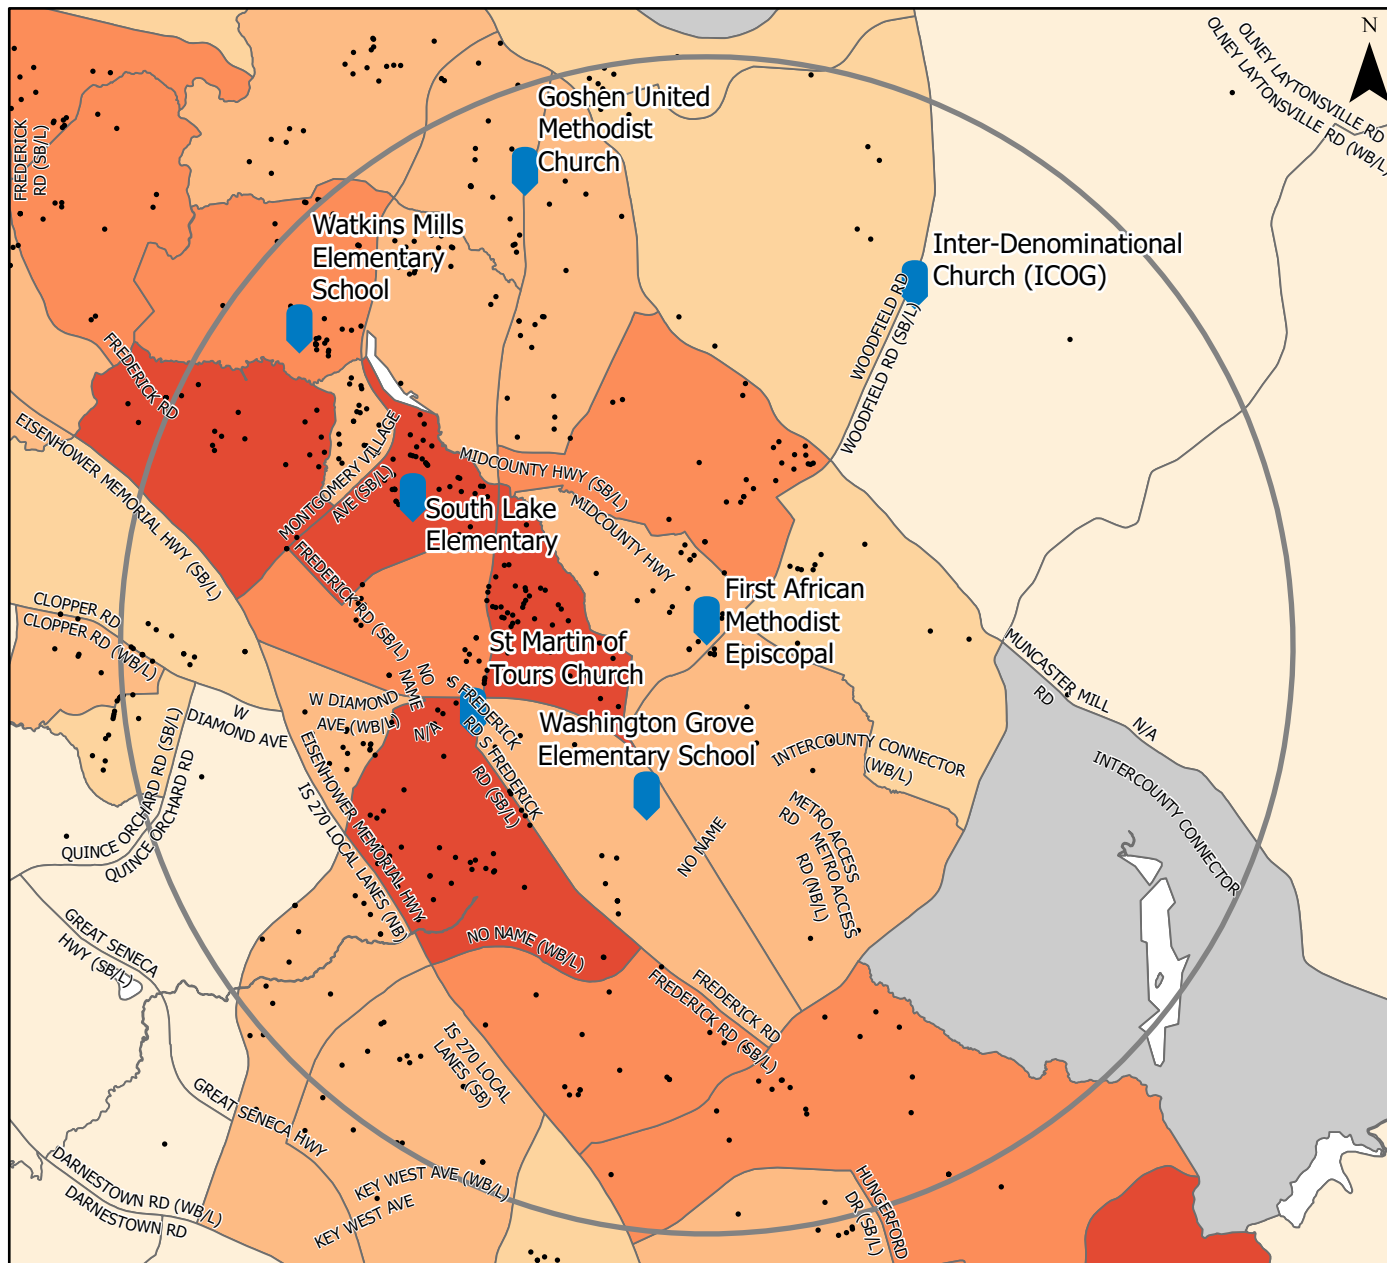 N
OLNEY LAYTONSVILLE RD
OLNEY LAYTONSVILLE RD (WB/L)
Goshen United
Methodist
Church
FREDERICK
RD (SB/L)
Watkins Mills
Elementary
School
Inter-Denominational
Church (ICOG)
WOODFIELD RD
WOODFIELD RD (SB/L)
FREDERICK RD
EISENHOWER MEMORIAL HWY (SB/L)
MONTGOMERY VILLAGE
AVE (SB/L)
MIDCOUNTY HWY (SB/L)
MIDCOUNTY HWY
South Lake
Elementary
FREDERICK RD (SB/L)
First African
Methodist
Episcopal
CLOPPER RD
CLOPPER RD (WB/L)
St Martin of
Tours Church
NO
NAME
N/A
MUNCASTER MILL
RD
N/A
W DIAMOND
AVE (WB/L)
S FREDERICK
RD
S FREDERICK
RD (SB/L)
W
DIAMOND AVE
Washington Grove
Elementary School
INTERCOUNTY CONNECTOR
(WB/L)
INTERCOUNTY CONNECTOR
QUINCE ORCHARD RD (SB/L)
QUINCE ORCHARD RD
EISENHOWER MEMORIAL HWY
IS 270 LOCAL LANES (NB)
METRO ACCESS
RD
METRO ACCESS
RD (NB/L)
NO NAME
GREAT SENECA
HWY (SB/L)
NO NAME (WB/L)
FREDERICK RD
FREDERICK RD (SB/L)
IS 270 LOCAL
LANES (SB)
GREAT SENECA HWY
DARNESTOWN RD (WB/L)
DARNESTOWN RD
KEY WEST AVE (WB/L)
KEY WEST AVE
HUNGERFORD
DR (SB/L)